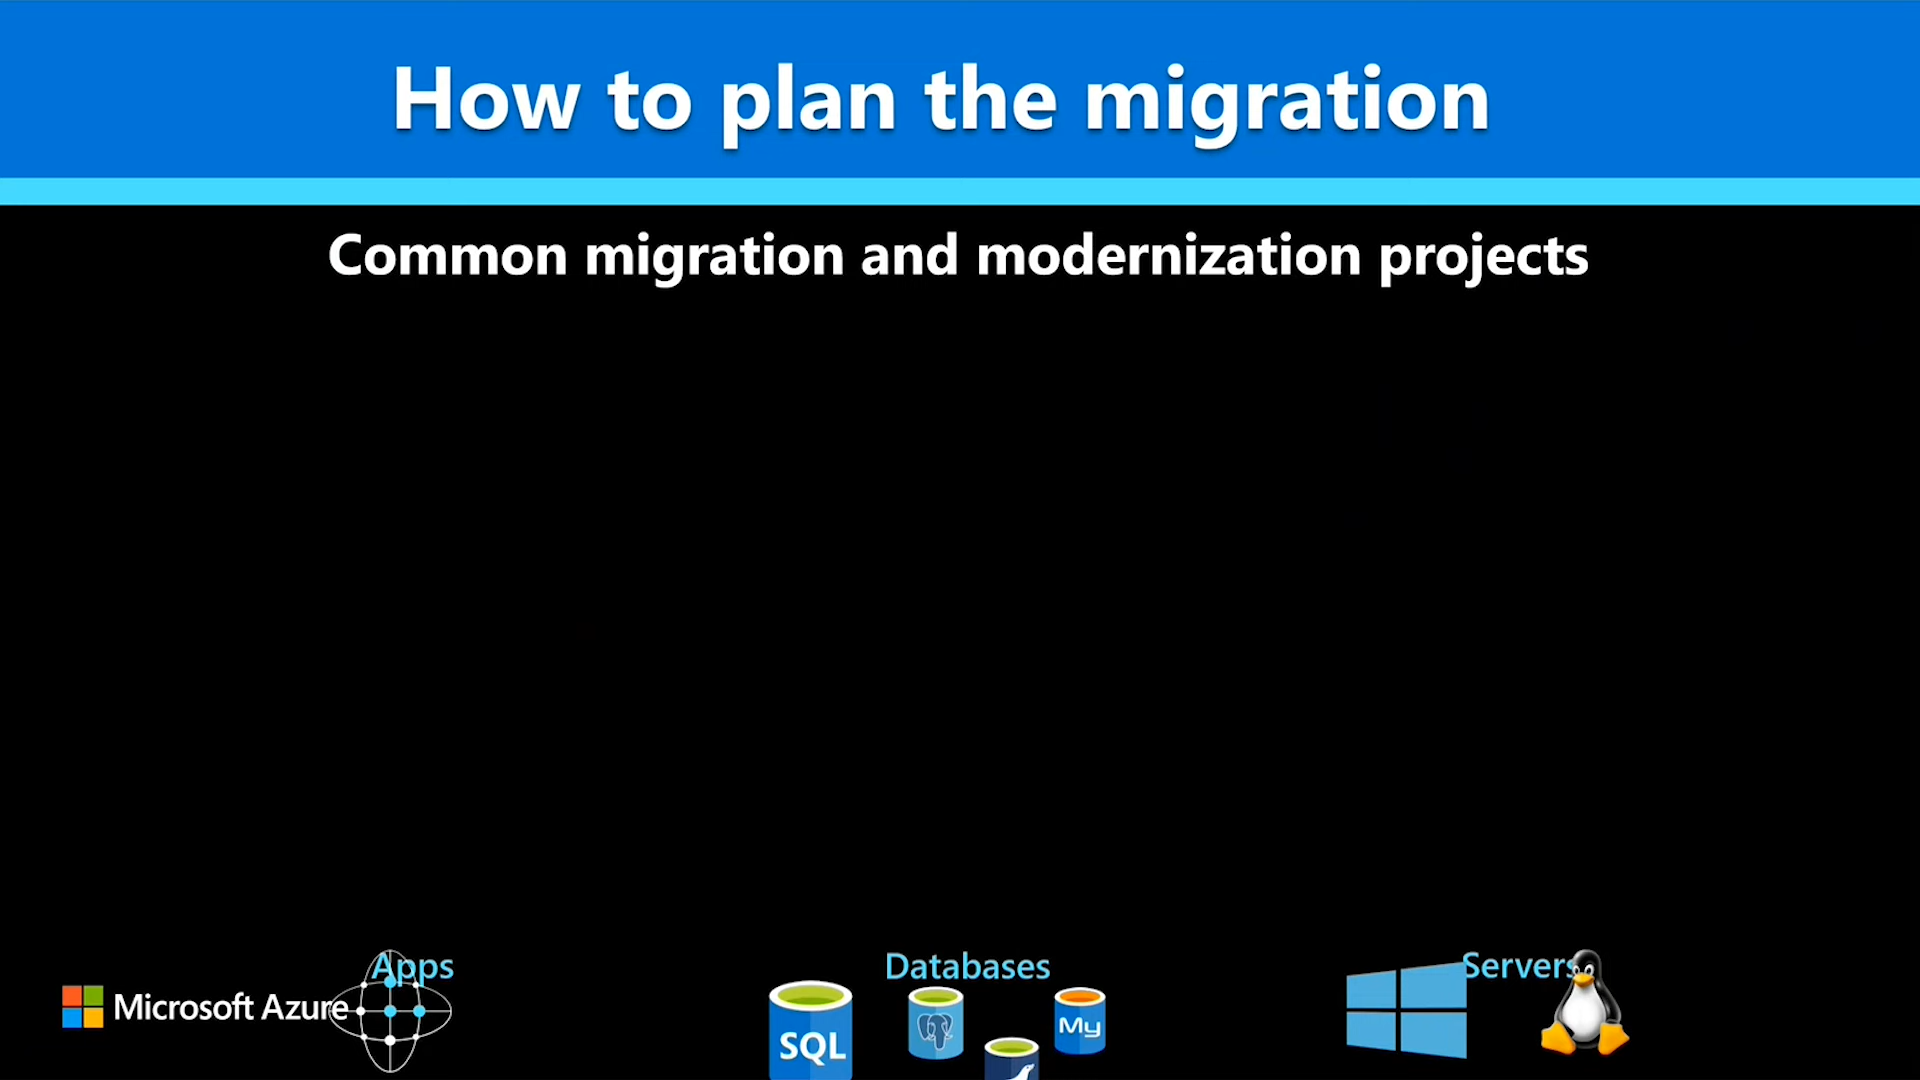 How to plan the migration
Common migration and modernization projects
Apps
Databases
Servers
Microsoft Azure
SQL
My